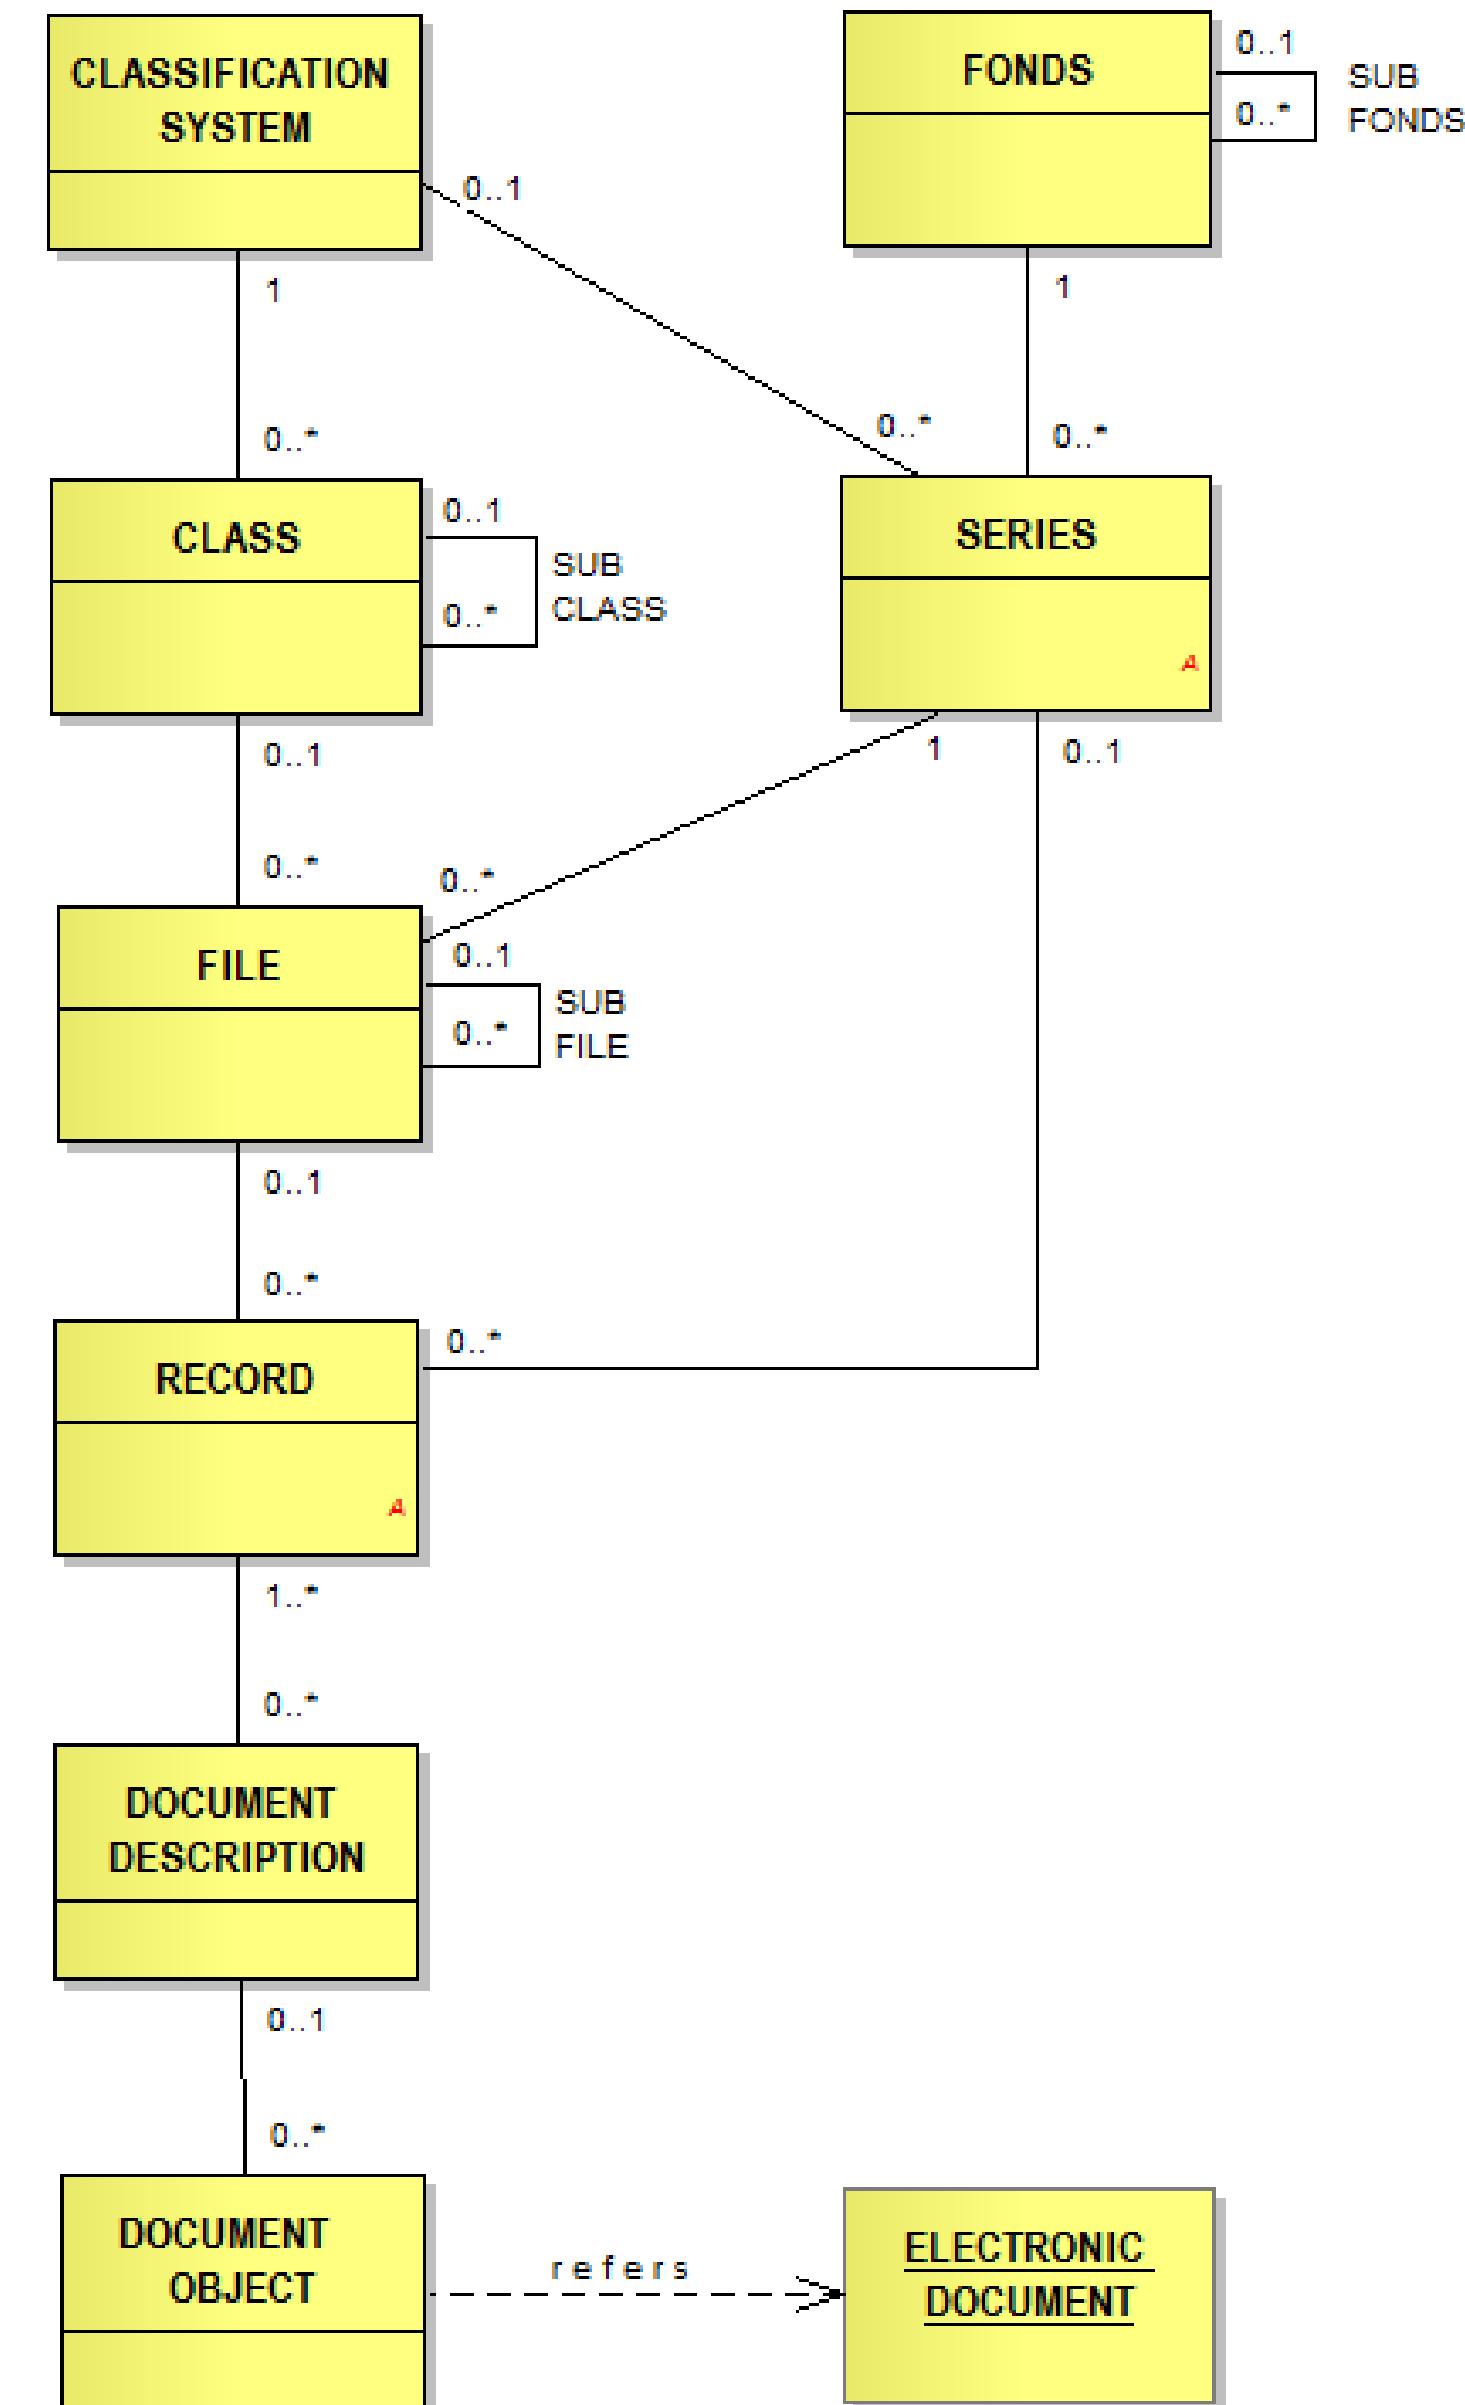 CLASSIFICATION
SYSTEM
FONDS
0..1
0..*
SUB
FONDS
0..1
1
1
0..*
0..*
0..*
CLASS
0..1
0..*
SUB
CLASS
SERIES
A
0..1
1
0..1
0..*
0..*
FILE
0..1
0..*
SUB
FILE
0..1
0..*
0..*
RECORD
A
1..*
0..*
DOCUMENT
DESCRIPTION
0..1
0..*
DOCUMENT
OBJECT
refers
ELECTRONIC
DOCUMENT